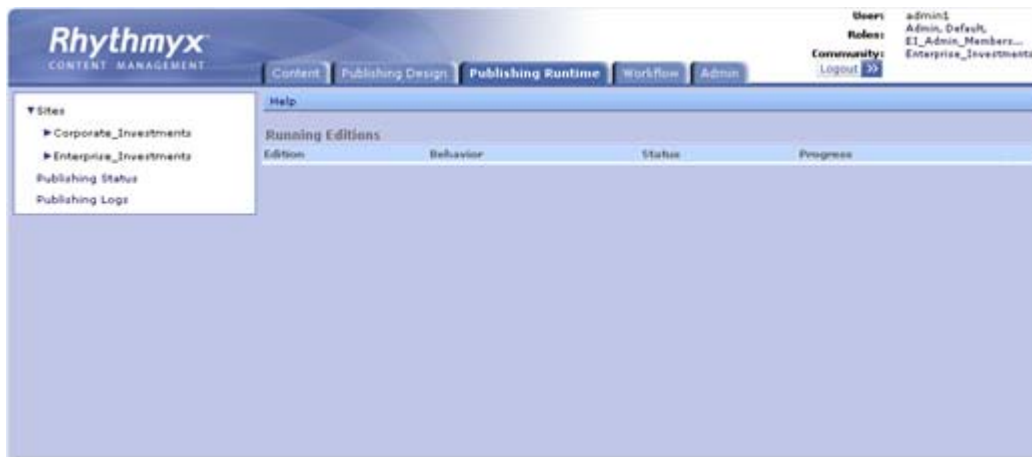 Rhythmyx
CONTENT MANAGEMENT
User: admin1
Roles: Admin, Default,
EI_Admin_Members...
Community: Enterprise_Investments
Logout >>
Content Publishing Design Publishing Runtime Workflow Admin
Help
Sites
Corporate_Investments
Enterprise_Investments
Publishing Status
Publishing Logs
Running Editions
Edition Behavior Status Progress